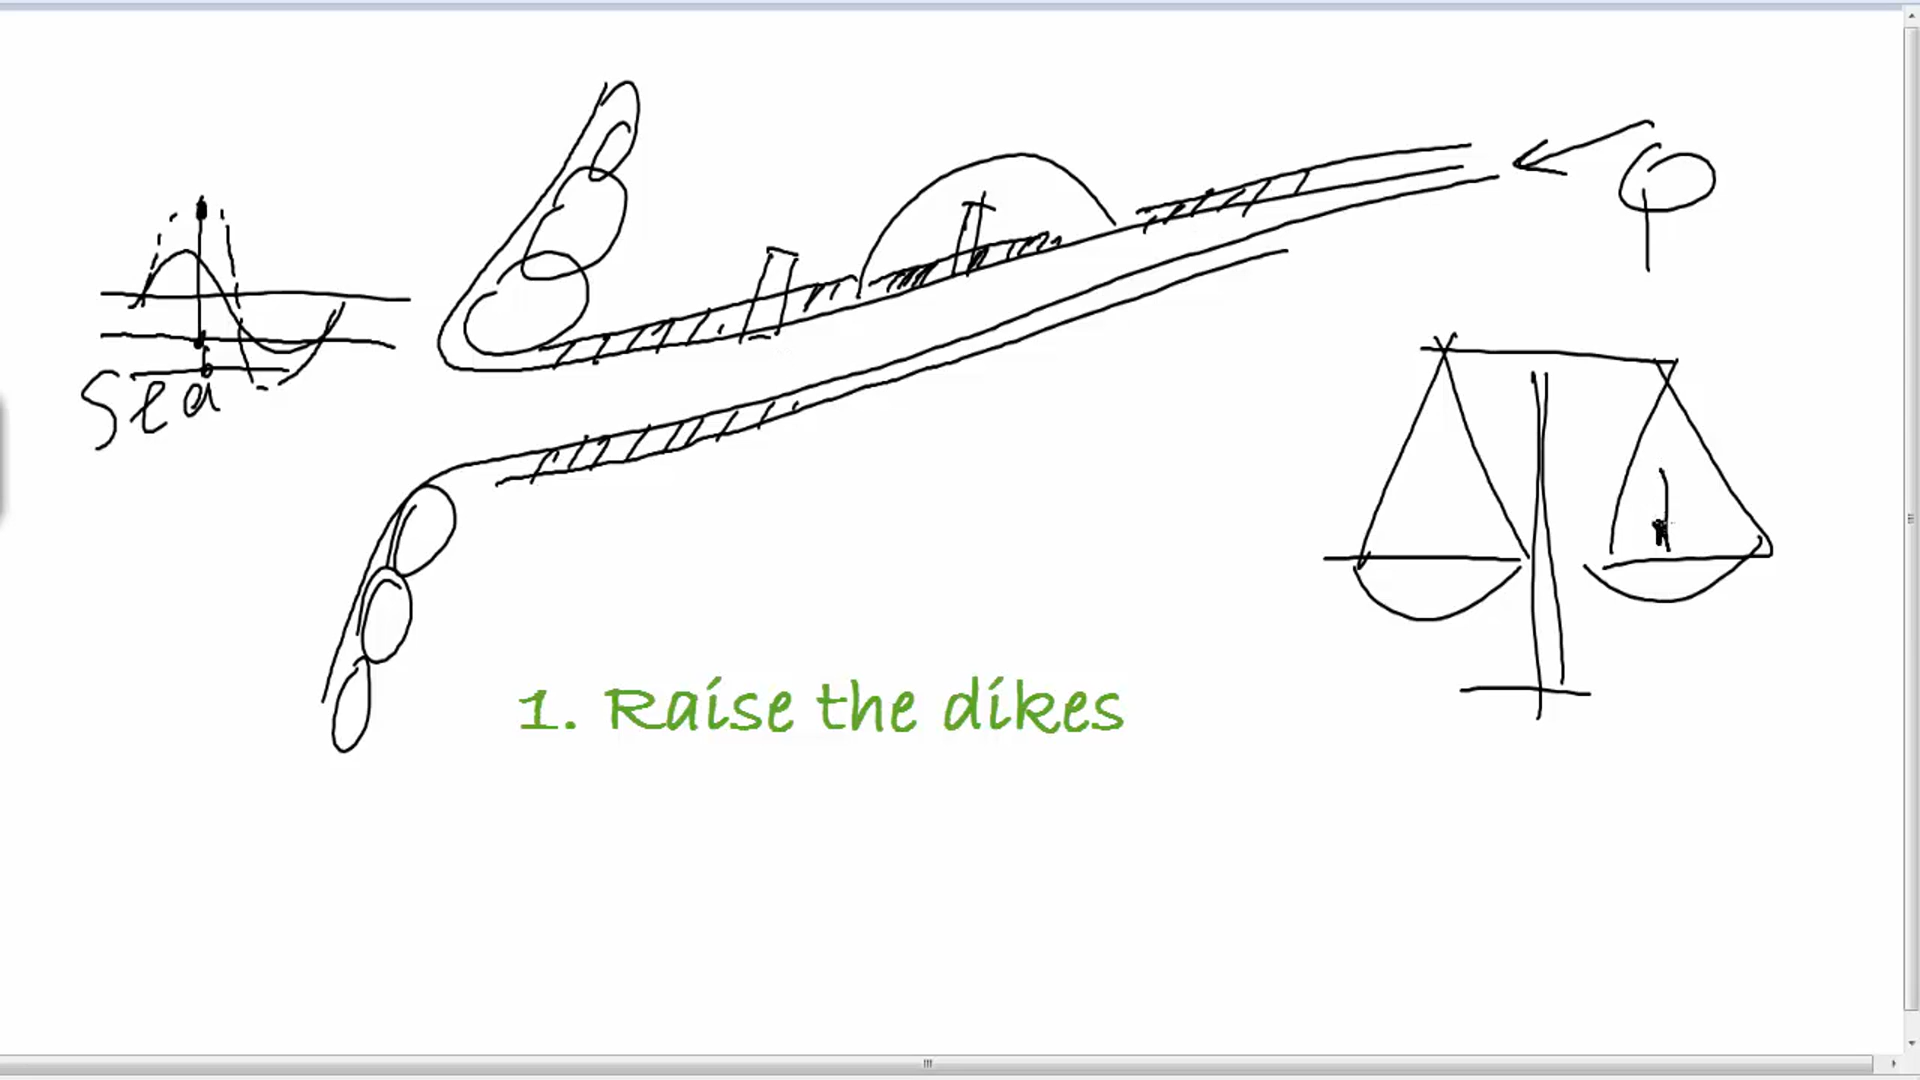 Sea
φ
1. Raise the dikes